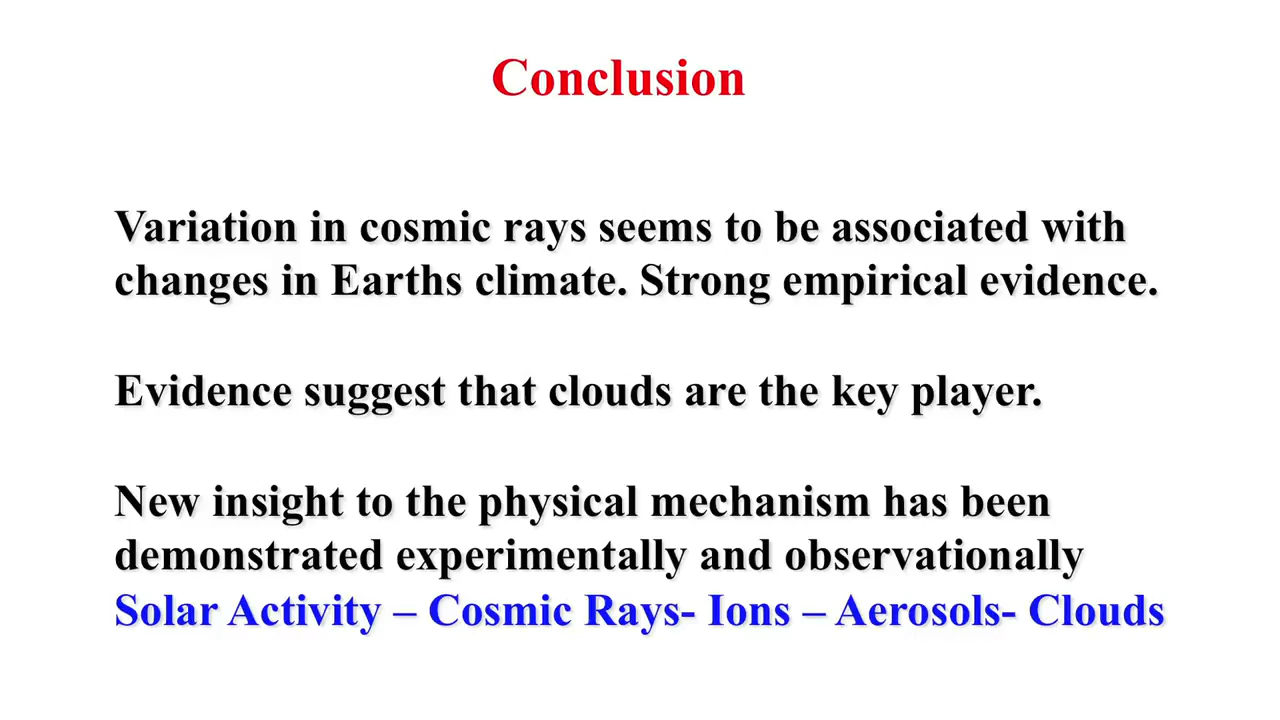 Conclusion
Variation in cosmic rays seems to be associated with
changes in Earths climate. Strong empirical evidence.
Evidence suggest that clouds are the key player.
New insight to the physical mechanism has been
demonstrated experimentally and observationally
Solar Activity – Cosmic Rays- Ions – Aerosols- Clouds